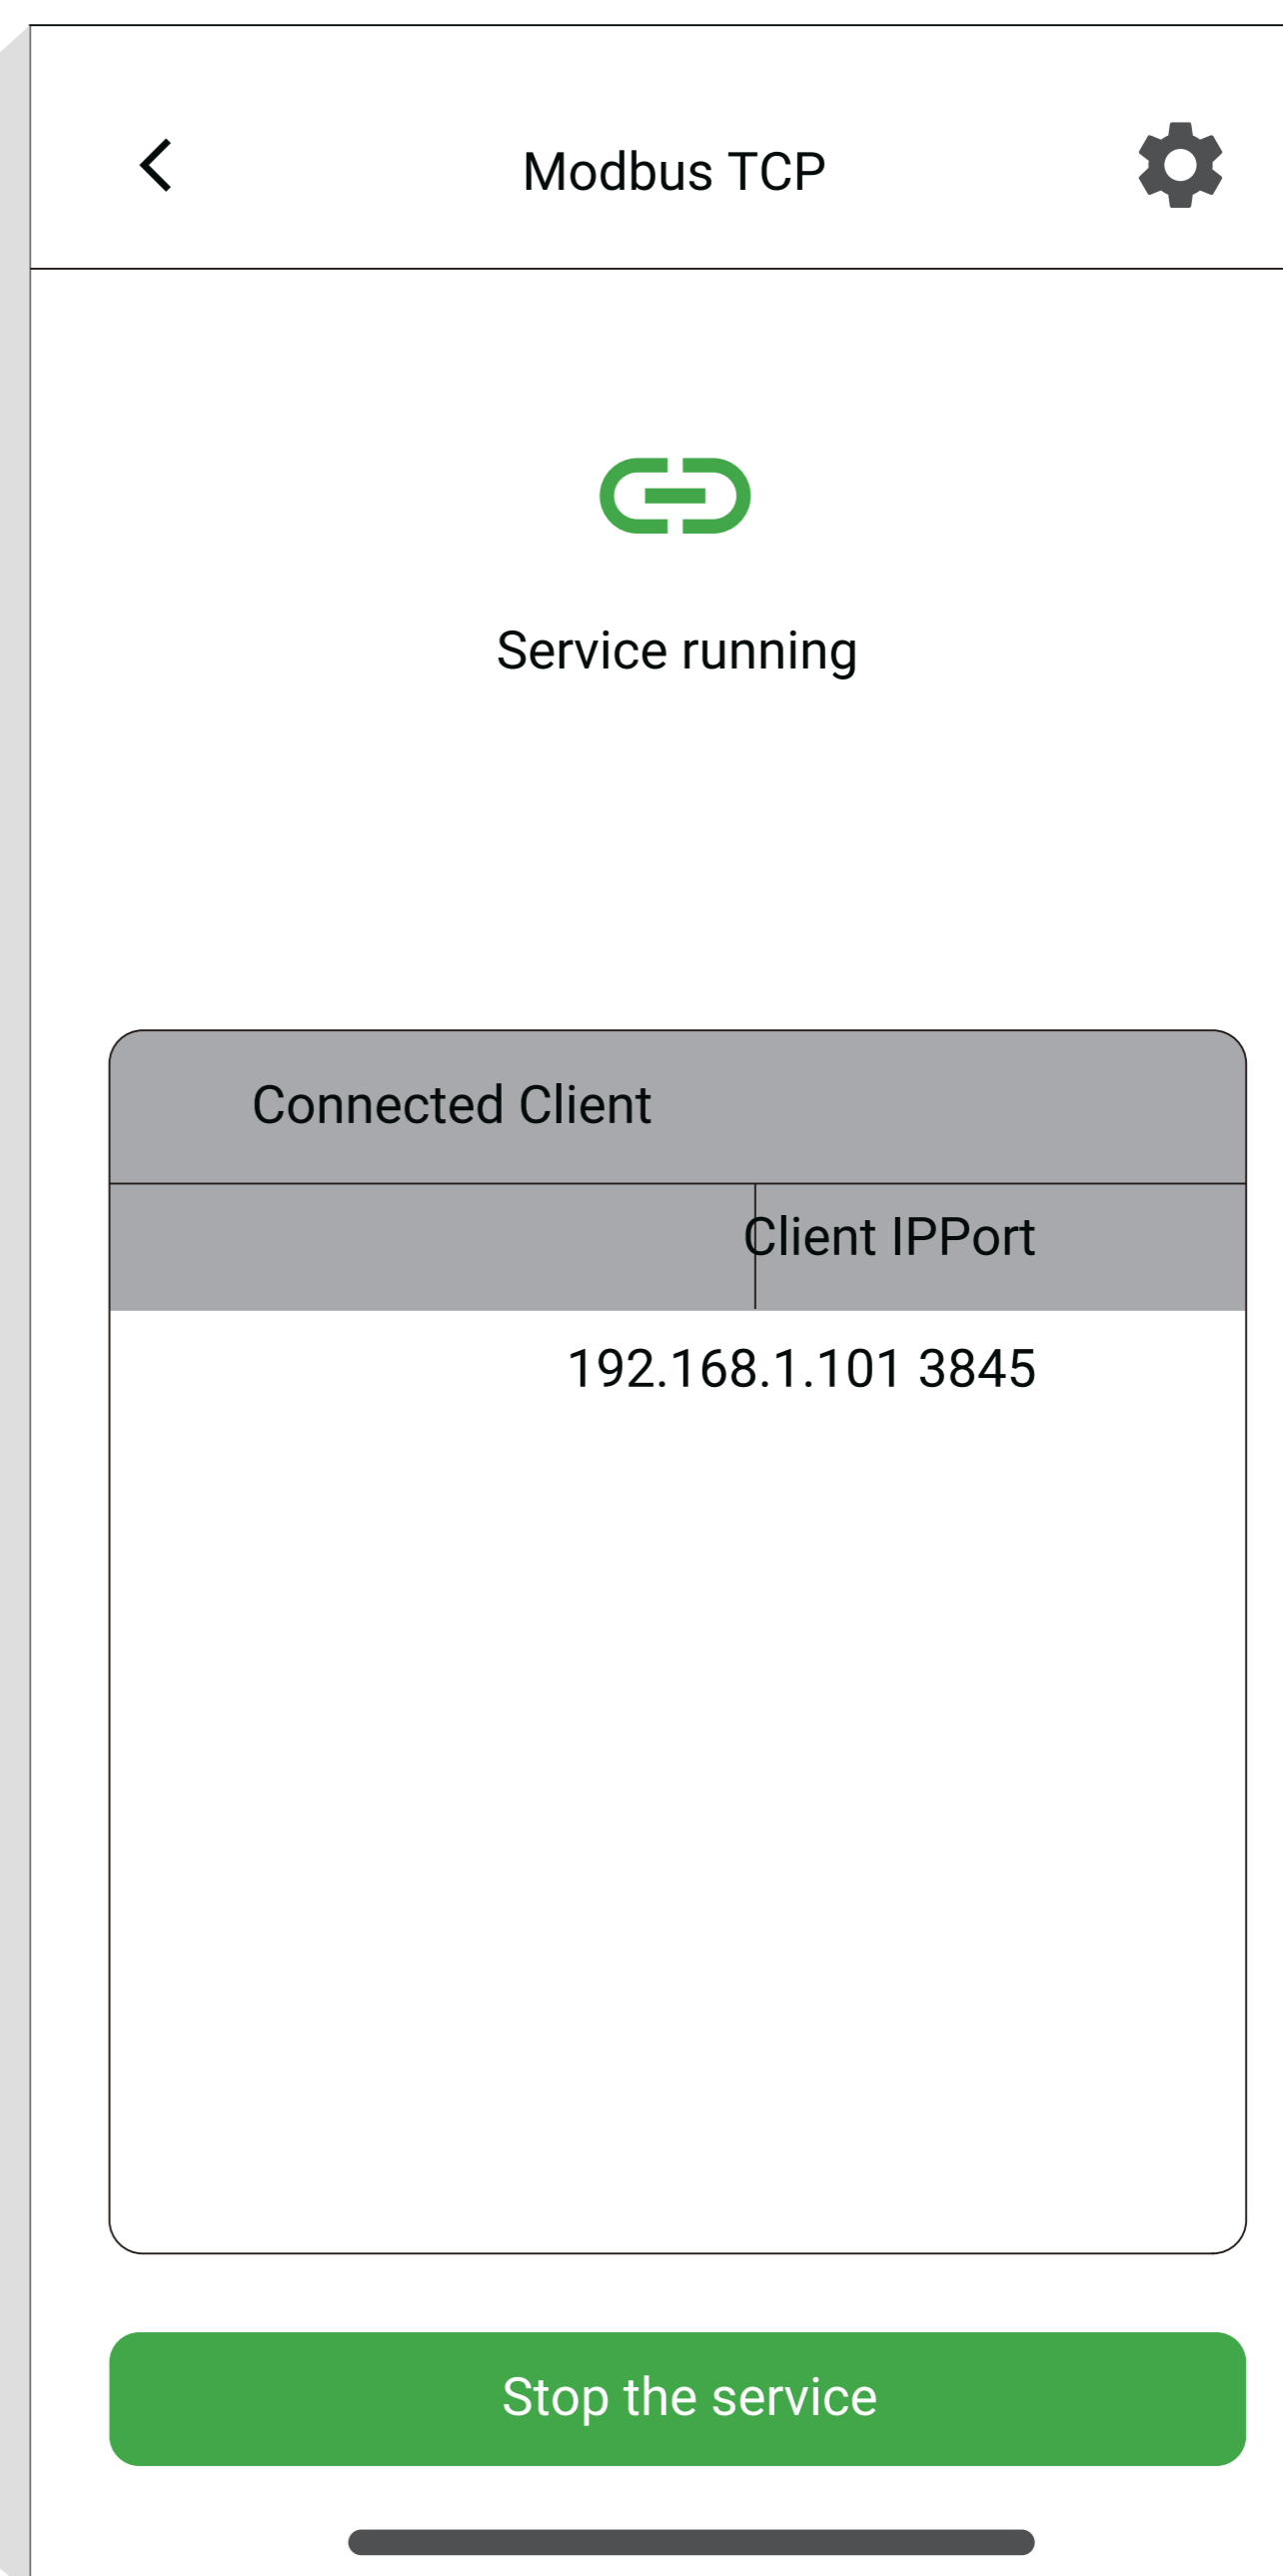 Modbus TCP
Service running
Connected Client
Client IPPort
192.168.1.101 3845
Stop the service